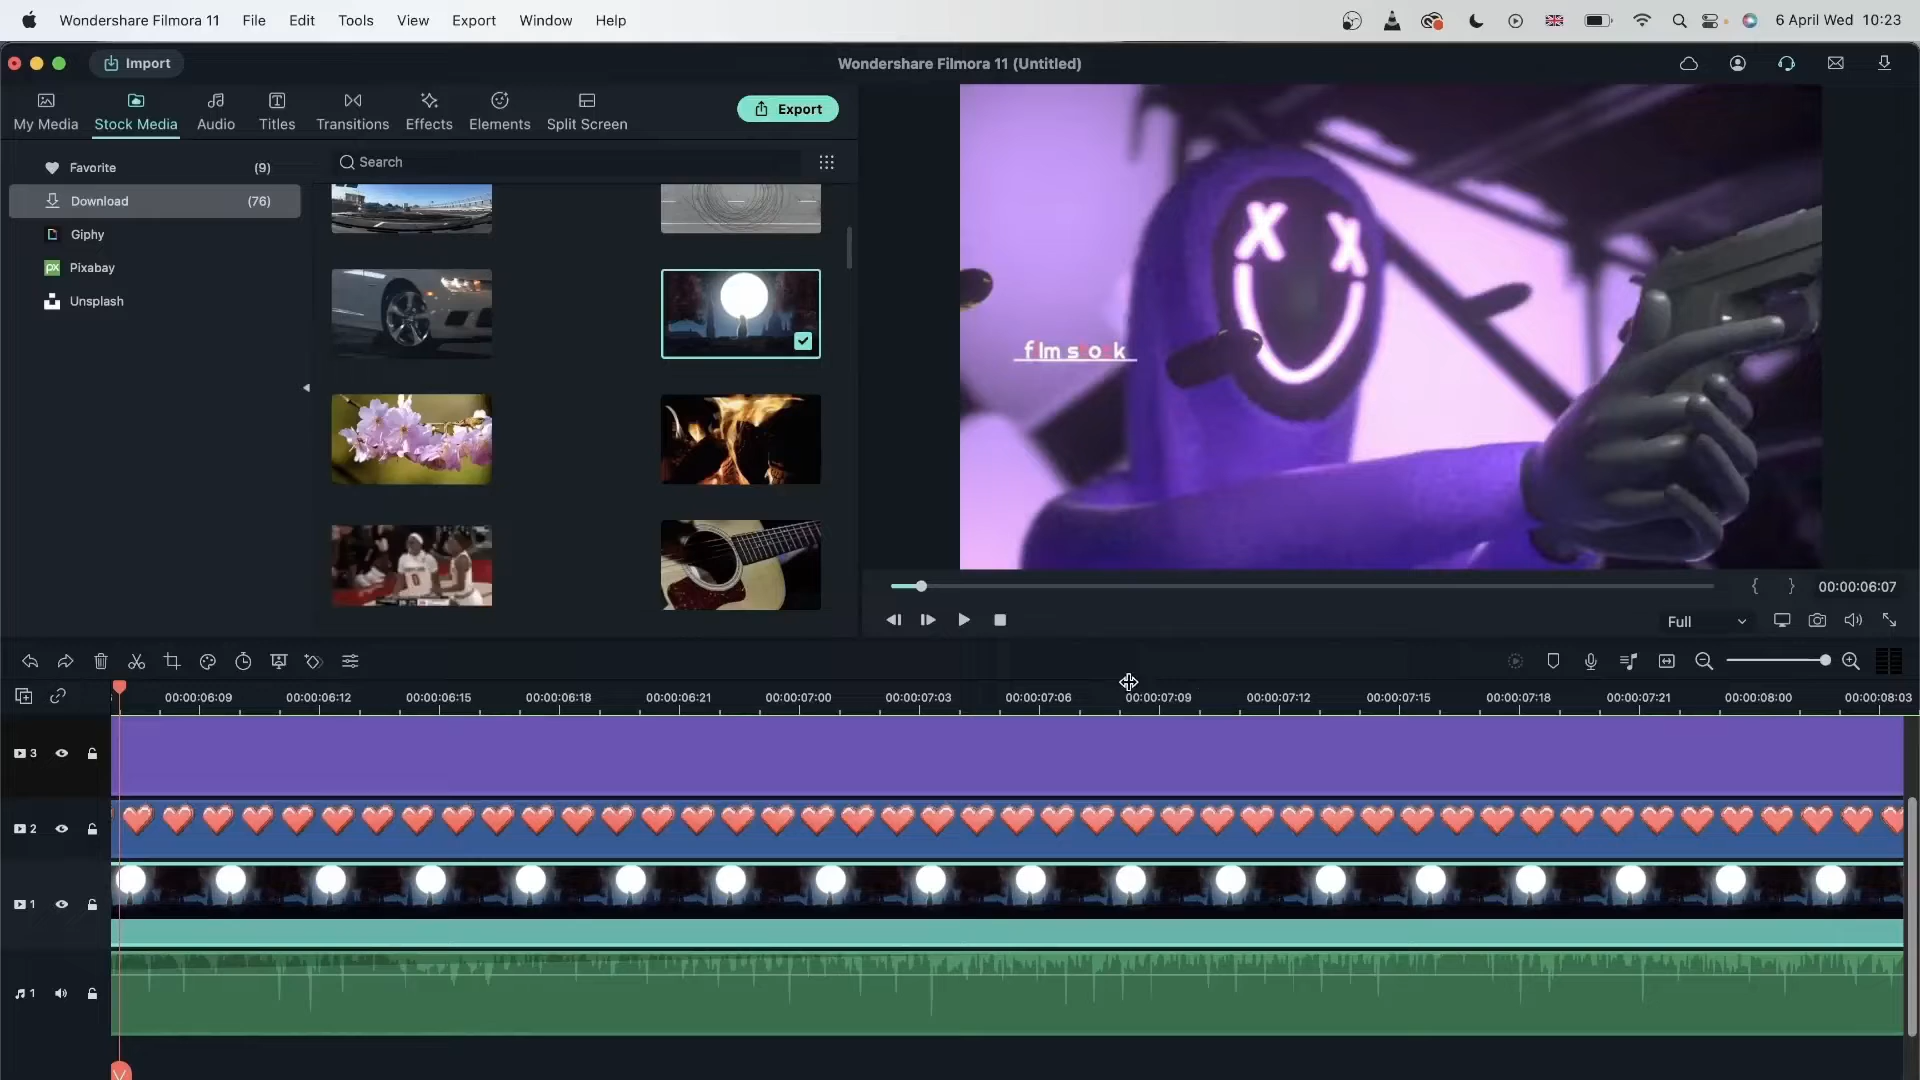 Wondershare Filmora 11 File Edit Tools View Export Window Help 6 April Wed 10:23
Import Wondershare Filmora 11 (Untitled)
My Media Stock Media Audio Titles Transitions Effects Elements Split Screen Export
Favorite (9) Search
Download (76)
Giphy
Pixabay
Unsplash
00:00:06:07
Full
00:00:06:09 00:00:06:12 00:00:06:15 00:00:06:18 00:00:06:21 00:00:07:00 00:00:07:03 00:00:07:06 00:00:07:09 00:00:07:12 00:00:07:15 00:00:07:18 00:00:07:21 00:00:08:00 00:00:08:03
3
2
1
1